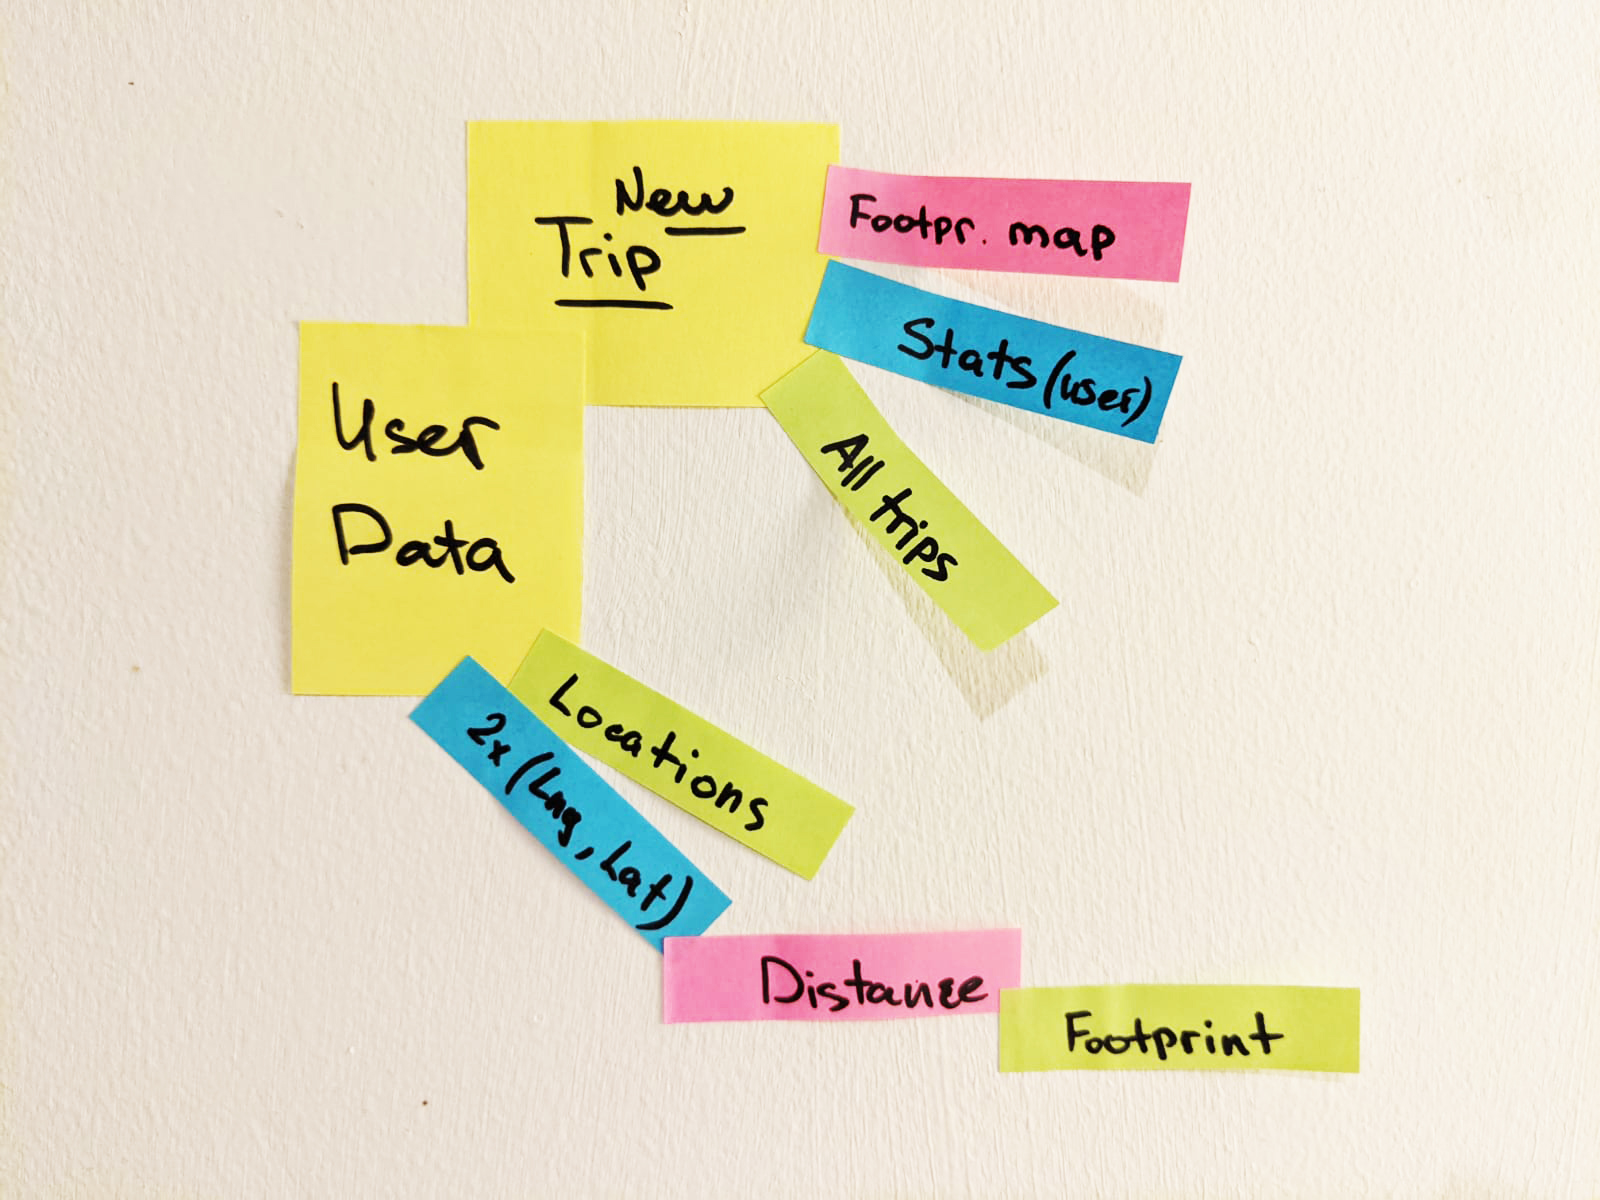 New
Trip
Footpr. map
Stats (user)
All trips
User
Data
Locations
2x (Lng, Lat)
Distance
Footprint